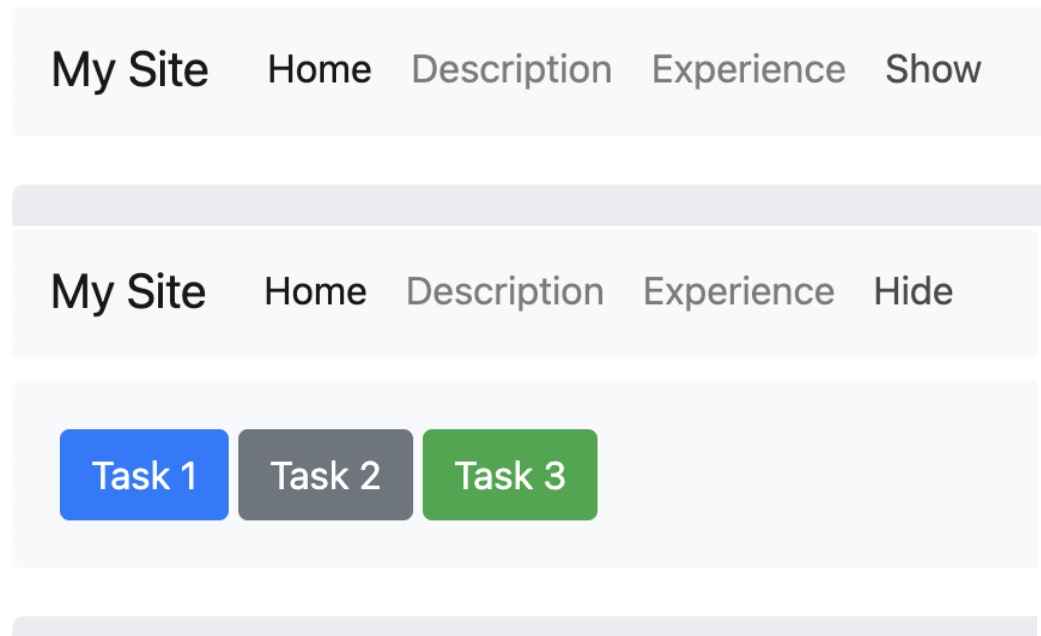 My Site Home Description Experience Show
My Site Home Description Experience Hide
Task 1 Task 2 Task 3